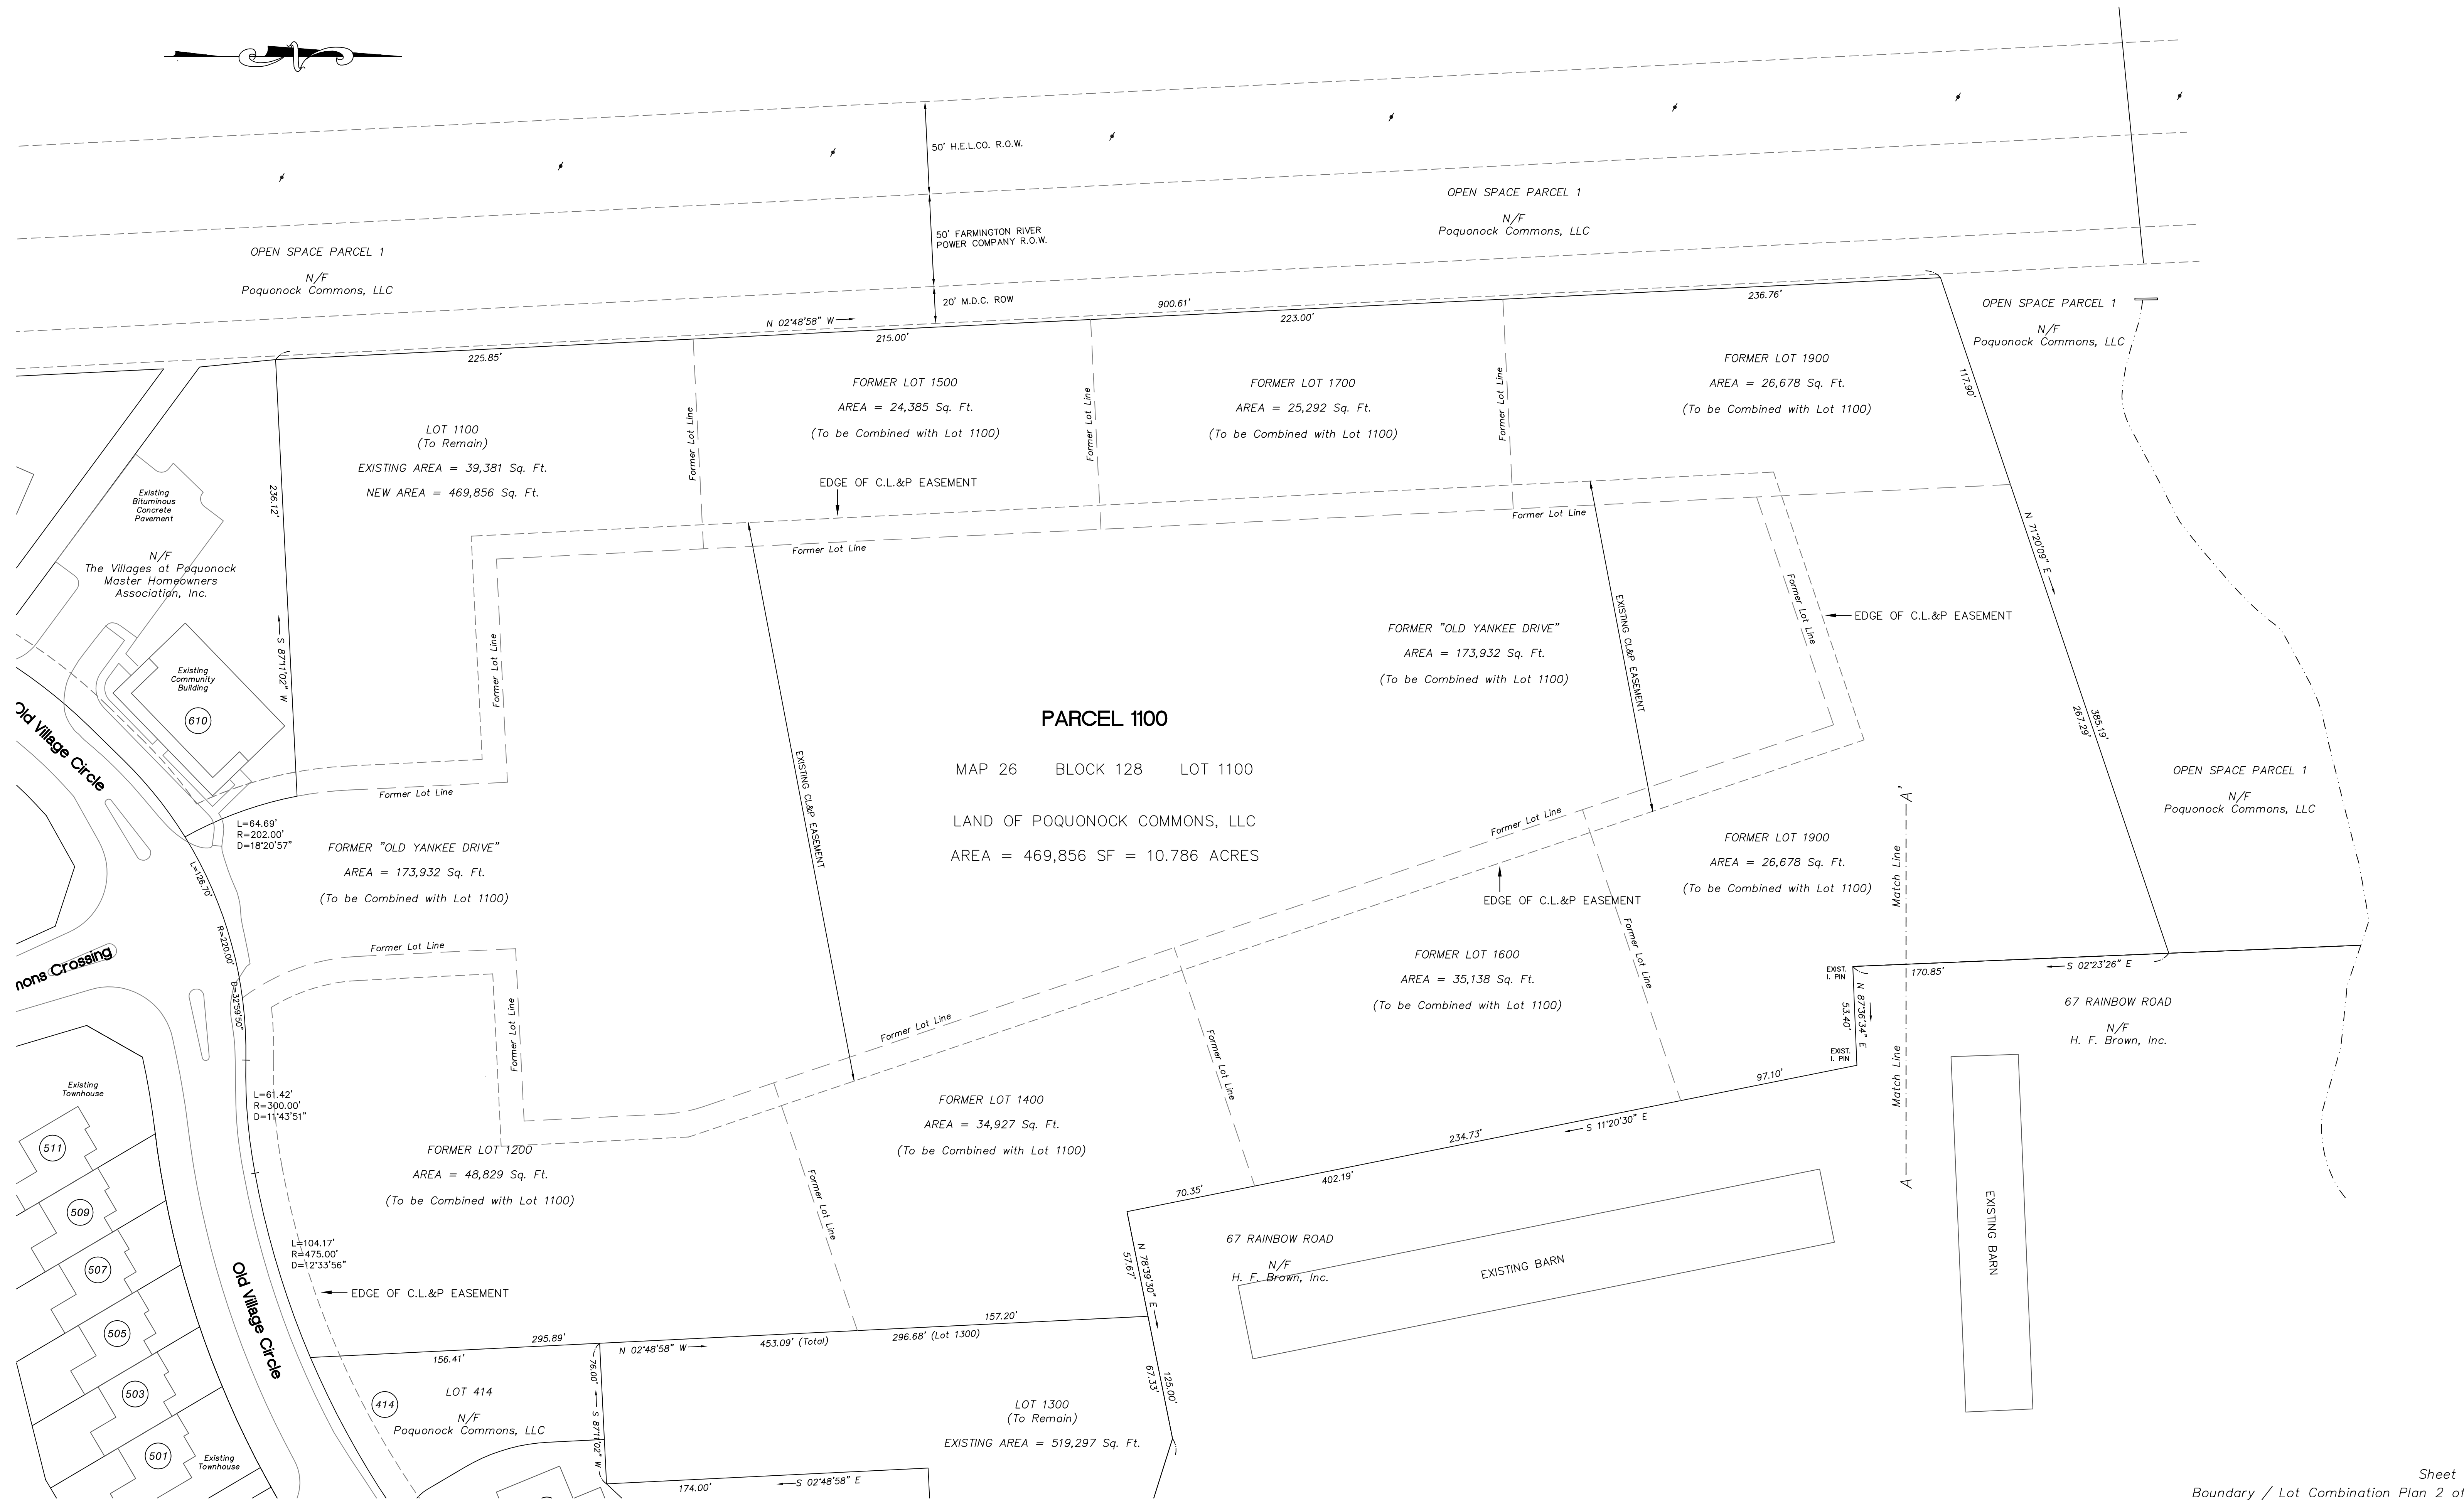 50' H.E.L.CO. R.O.W.
50' FARMINGTON RIVER
POWER COMPANY R.O.W.
20' M.D.C. ROW
OPEN SPACE PARCEL 1
N/F
Poquonock Commons, LLC
OPEN SPACE PARCEL 1
N/F
Poquonock Commons, LLC
OPEN SPACE PARCEL 1
N/F
Poquonock Commons, LLC
N 02°48'58" W
900.61'
225.85'
215.00'
223.00'
236.76'
LOT 1100
(To Remain)
EXISTING AREA = 39,381 Sq. Ft.
NEW AREA = 469,856 Sq. Ft.
Former Lot Line
FORMER LOT 1500
AREA = 24,385 Sq. Ft.
(To be Combined with Lot 1100)
Former Lot Line
FORMER LOT 1700
AREA = 25,292 Sq. Ft.
(To be Combined with Lot 1100)
Former Lot Line
FORMER LOT 1900
AREA = 26,678 Sq. Ft.
(To be Combined with Lot 1100)
117.90'
N 71°20'09" E
385.19'
267.29'
EDGE OF C.L.&P EASEMENT
Former Lot Line
Former Lot Line
Existing
Bituminous
Concrete
Pavement
N/F
The Villages at Poquonock
Master Homeowners
Association, Inc.
236.12'
S 87°11'02" W
Existing
Community
Building
610
Old Village Circle
Former Lot Line
Former Lot Line
EXISTING CL&P EASEMENT
EXISTING CL&P EASEMENT
FORMER "OLD YANKEE DRIVE"
AREA = 173,932 Sq. Ft.
(To be Combined with Lot 1100)
Former Lot Line
EDGE OF C.L.&P EASEMENT
PARCEL 1100
MAP 26 BLOCK 128 LOT 1100
LAND OF POQUONOCK COMMONS, LLC
AREA = 469,856 SF = 10.786 ACRES
OPEN SPACE PARCEL 1
N/F
Poquonock Commons, LLC
L=64.69'
R=202.00'
D=18°20'57"
FORMER "OLD YANKEE DRIVE"
AREA = 173,932 Sq. Ft.
(To be Combined with Lot 1100)
L=126.70'
R=220.00'
D=32°59'50"
Former Lot Line
Former Lot Line
Former Lot Line
Former Lot Line
EDGE OF C.L.&P EASEMENT
FORMER LOT 1900
AREA = 26,678 Sq. Ft.
(To be Combined with Lot 1100)
Former Lot Line
FORMER LOT 1600
AREA = 35,138 Sq. Ft.
(To be Combined with Lot 1100)
Former Lot Line
A'
Match Line
Match Line
A
EXIST.
I. PIN
170.85'
S 02°23'26" E
N 87°36'34" E
53.40'
EXIST.
I. PIN
67 RAINBOW ROAD
N/F
H. F. Brown, Inc.
97.10'
S 11°20'30" E
234.73'
402.19'
70.35'
nons Crossing
Existing
Townhouse
511
509
507
505
503
501
Existing
Townhouse
L=61.42'
R=300.00'
D=11°43'51"
FORMER LOT 1200
AREA = 48,829 Sq. Ft.
(To be Combined with Lot 1100)
FORMER LOT 1400
AREA = 34,927 Sq. Ft.
(To be Combined with Lot 1100)
Former Lot Line
L=104.17'
R=475.00'
D=12°33'56"
EDGE OF C.L.&P EASEMENT
Old Village Circle
N 78°39'30" E
57.67'
67 RAINBOW ROAD
N/F
H. F. Brown, Inc.
EXISTING BARN
EXISTING BARN
295.89'
157.20'
156.41'
N 02°48'58" W
453.09' (Total)
296.68' (Lot 1300)
76.00'
S 87°11'02" W
67.33'
125.00'
414
LOT 414
N/F
Poquonock Commons, LLC
LOT 1300
(To Remain)
EXISTING AREA = 519,297 Sq. Ft.
174.00'
S 02°48'58" E
Sheet
Boundary / Lot Combination Plan 2 of